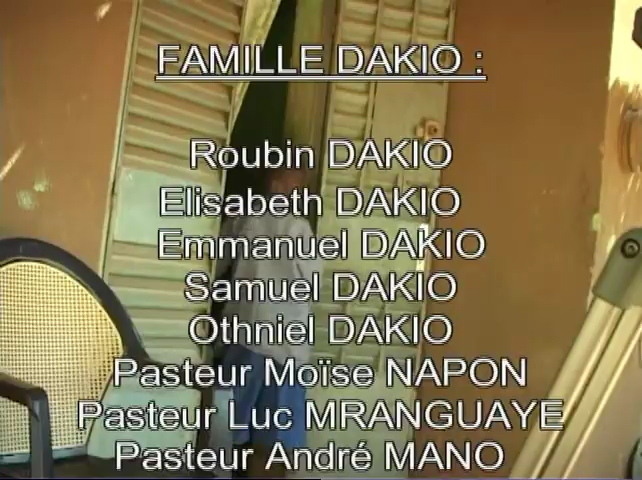 FAMILLE DAKIO :
Roubin DAKIO
Elisabeth DAKIO
Emmanuel DAKIO
Samuel DAKIO
Othniel DAKIO
Pasteur Moïse NAPON
Pasteur Luc MRANGUAYE
Pasteur André MANO